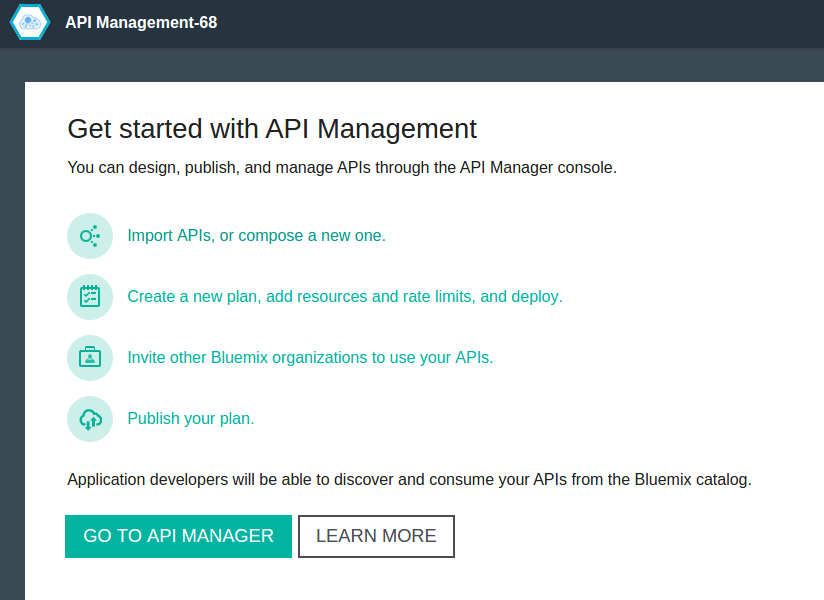 API Management-68
Get started with API Management
You can design, publish, and manage APIs through the API Manager console.
Import APIs, or compose a new one.
Create a new plan, add resources and rate limits, and deploy.
Invite other Bluemix organizations to use your APIs.
Publish your plan.
Application developers will be able to discover and consume your APIs from the Bluemix catalog.
GO TO API MANAGER
LEARN MORE